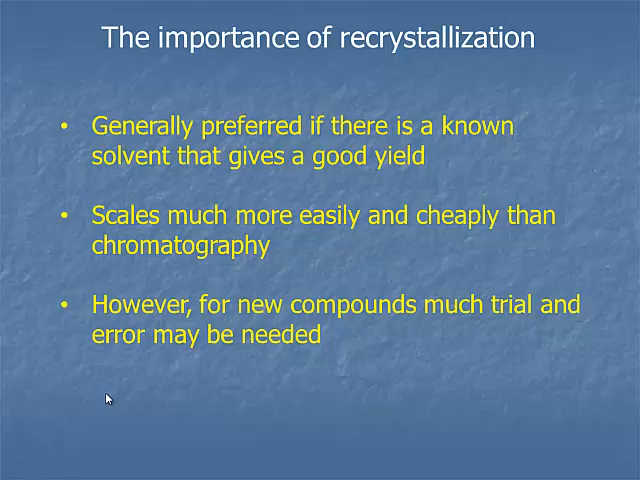 The importance of recrystallization
• Generally preferred if there is a known
solvent that gives a good yield
• Scales much more easily and cheaply than
chromatography
• However, for new compounds much trial and
error may be needed